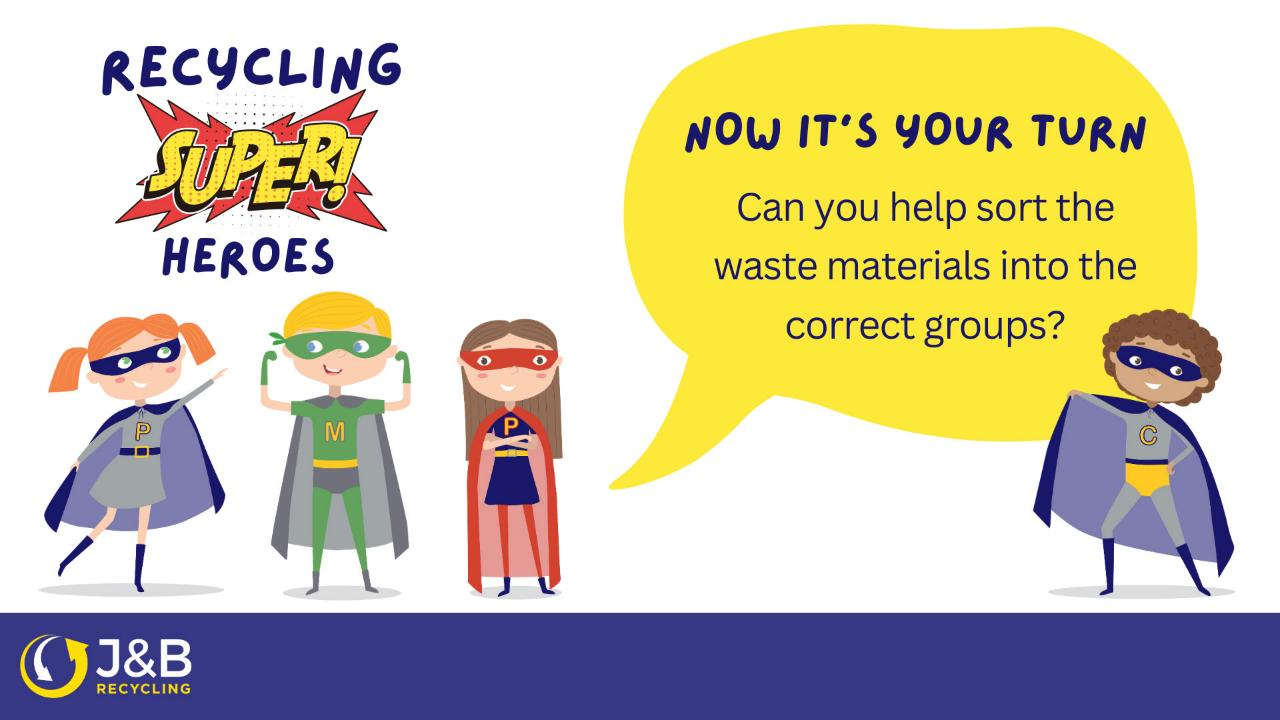 RECYCLING
SUPER!
HEROES
NOW IT'S YOUR TURN
Can you help sort the
waste materials into the
correct groups?
P
M
P
C
J&B
RECYCLING